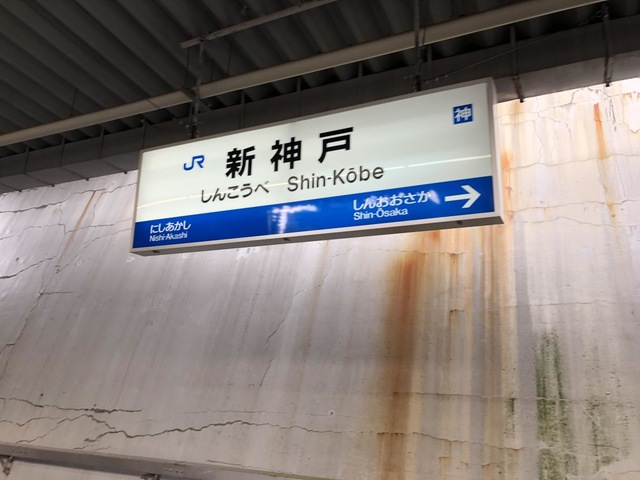 神
JR 新神戸
しんこうべ Shin-Kōbe
にしあかし
Nishi-Akashi
しんおおさか
Shin-Ōsaka